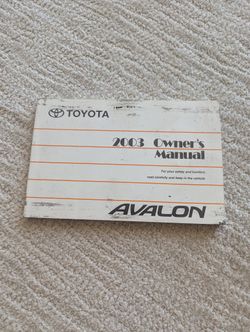 TOYOTA
2003 Owner's
Manual
For your safety and comfort,
read carefully and keep in the vehicle
AVALON